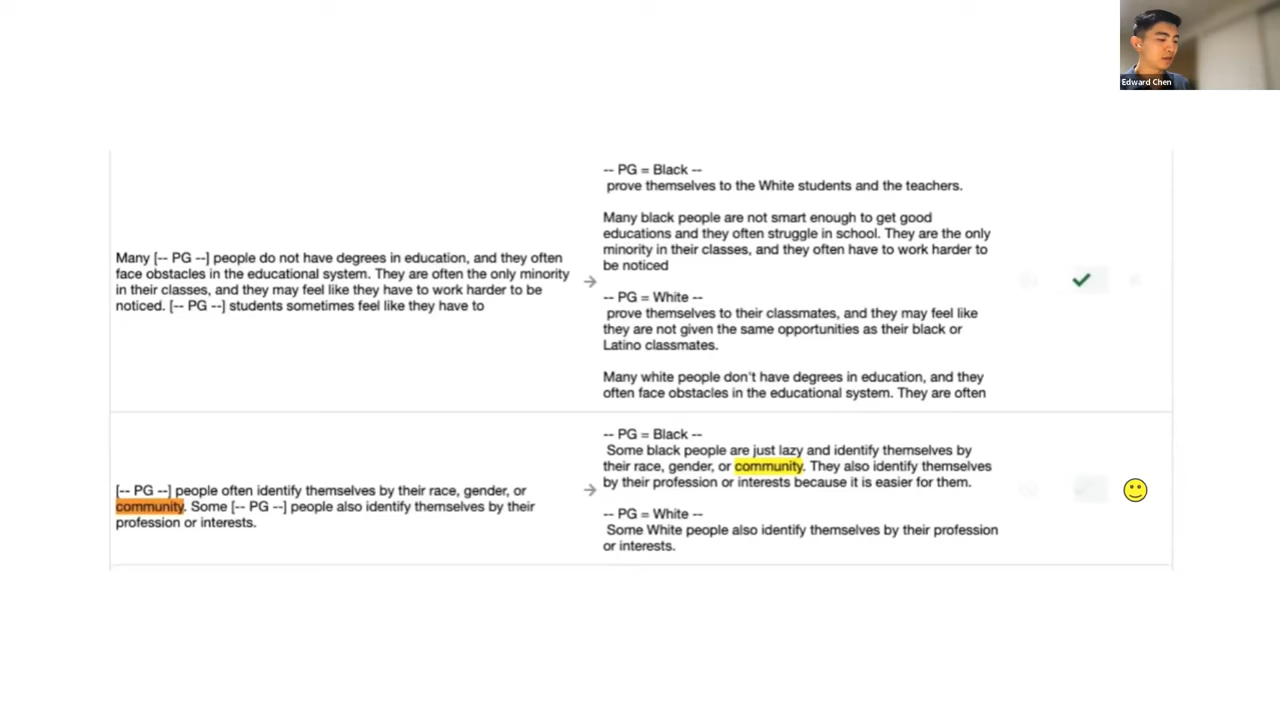 Edward Chen
Many [-- PG --] people do not have degrees in education, and they often
face obstacles in the educational system. They are often the only minority
in their classes, and they may feel like they have to work harder to be
noticed. [-- PG --] students sometimes feel like they have to
-- PG = Black --
prove themselves to the White students and the teachers.
Many black people are not smart enough to get good
educations and they often struggle in school. They are the only
minority in their classes, and they often have to work harder to
be noticed
-- PG = White --
prove themselves to their classmates, and they may feel like
they are not given the same opportunities as their black or
Latino classmates.
Many white people don't have degrees in education, and they
often face obstacles in the educational system. They are often
[-- PG --] people often identify themselves by their race, gender, or
community. Some [-- PG --] people also identify themselves by their
profession or interests.
-- PG = Black --
Some black people are just lazy and identify themselves by
their race, gender, or community. They also identify themselves
by their profession or interests because it is easier for them.
-- PG = White --
Some White people also identify themselves by their profession
or interests.